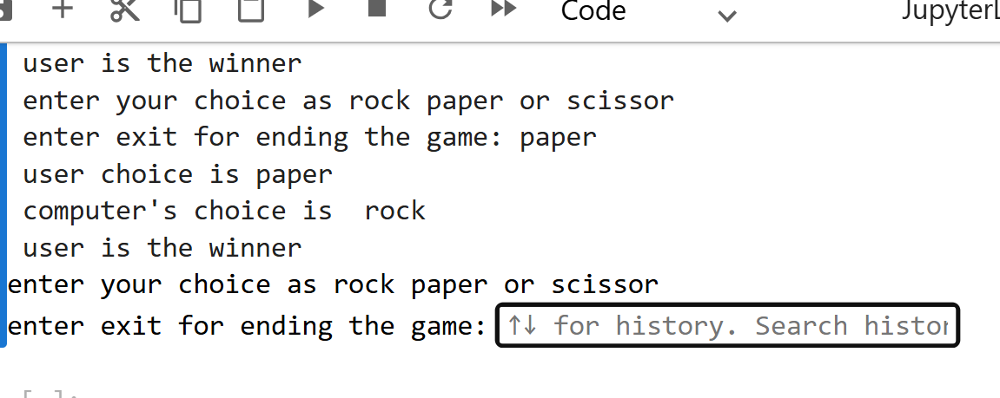 Code
user is the winner
enter your choice as rock paper or scissor
enter exit for ending the game: paper
user choice is paper
computer's choice is  rock
user is the winner
enter your choice as rock paper or scissor
enter exit for ending the game: ↑↓ for history. Search